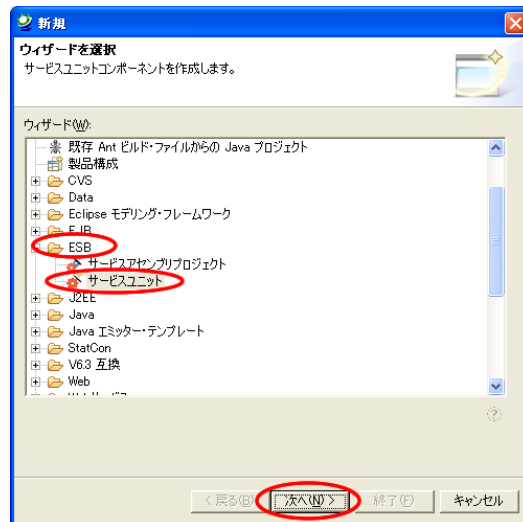 新規
ウィザードを選択
サービスユニットコンポーネントを作成します。
ウィザード(W):
既存 Ant ビルド・ファイルからの Java プロジェクト
製品構成
CVS
Data
Eclipse モデリング・フレームワーク
EJB
ESB
サービスアセンブリプロジェクト
サービスユニット
J2EE
Java
Java エミッター・テンプレート
StatCon
V6.3 互換
Web
< 戻る(B)
次へ(N) >
終了(F)
キャンセル